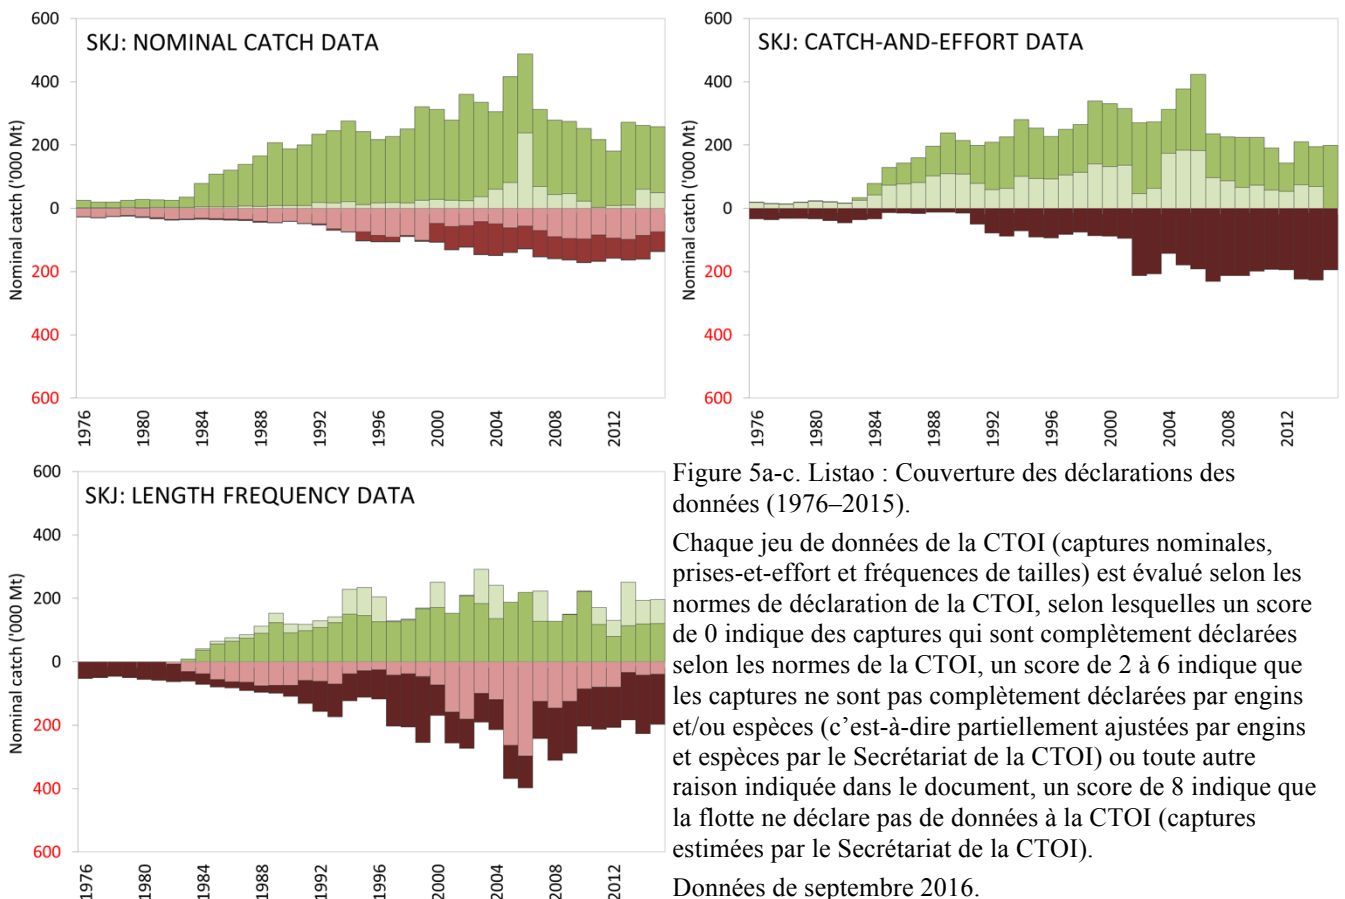 SKJ: NOMINAL CATCH DATA
Nominal catch ('000 Mt)
600
400
200
0
200
400
600
1976
1980
1984
1988
1992
1996
2000
2004
2008
2012
SKJ: CATCH-AND-EFFORT DATA
Nominal catch ('000 Mt)
600
400
200
0
200
400
600
1976
1980
1984
1988
1992
1996
2000
2004
2008
2012
SKJ: LENGTH FREQUENCY DATA
Nominal catch ('000 Mt)
600
400
200
0
200
400
600
1976
1980
1984
1988
1992
1996
2000
2004
2008
2012
Figure 5a-c. Listao : Couverture des déclarations des
données (1976–2015).
Chaque jeu de données de la CTOI (captures nominales,
prises-et-effort et fréquences de tailles) est évalué selon les
normes de déclaration de la CTOI, selon lesquelles un score
de 0 indique des captures qui sont complètement déclarées
selon les normes de la CTOI, un score de 2 à 6 indique que
les captures ne sont pas complètement déclarées par engins
et/ou espèces (c’est-à-dire partiellement ajustées par engins
et espèces par le Secrétariat de la CTOI) ou toute autre
raison indiquée dans le document, un score de 8 indique que
la flotte ne déclare pas de données à la CTOI (captures
estimées par le Secrétariat de la CTOI).
Données de septembre 2016.